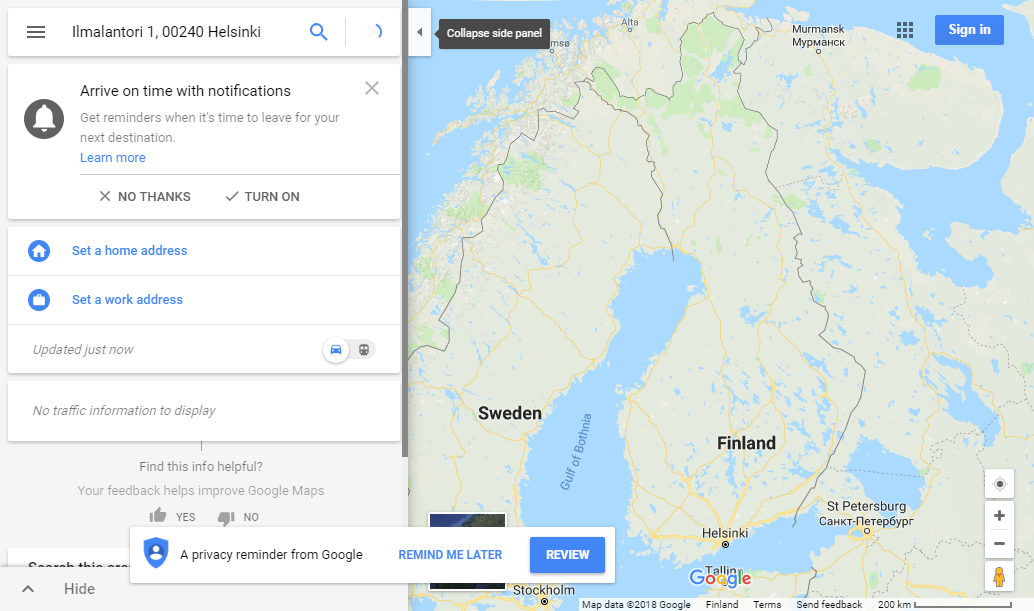 Ilmalantori 1, 00240 Helsinki
Arrive on time with notifications
Get reminders when it's time to leave for your
next destination.
Learn more
NO THANKS
TURN ON
Set a home address
Set a work address
Updated just now
No traffic information to display
Find this info helpful?
Your feedback helps improve Google Maps
YES
NO
Hide
A privacy reminder from Google
REMIND ME LATER
REVIEW
Collapse side panel
Sign in
Alta
Murmansk
Мурманск
Sweden
Finland
Gulf of Bothnia
St Petersburg
Санкт-Петербург
Helsinki
Tallin
Google
Stockholm
Map data ©2018 Google
Finland
Terms
Send feedback
200 km